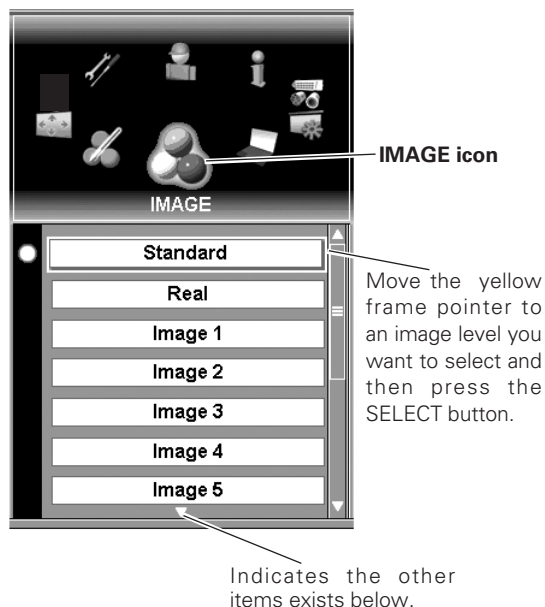 IMAGE icon
IMAGE
Standard
Real
Image 1
Image 2
Image 3
Image 4
Image 5
Move the yellow
frame pointer to
an image level you
want to select and
then press the
SELECT button.
Indicates the other
items exists below.